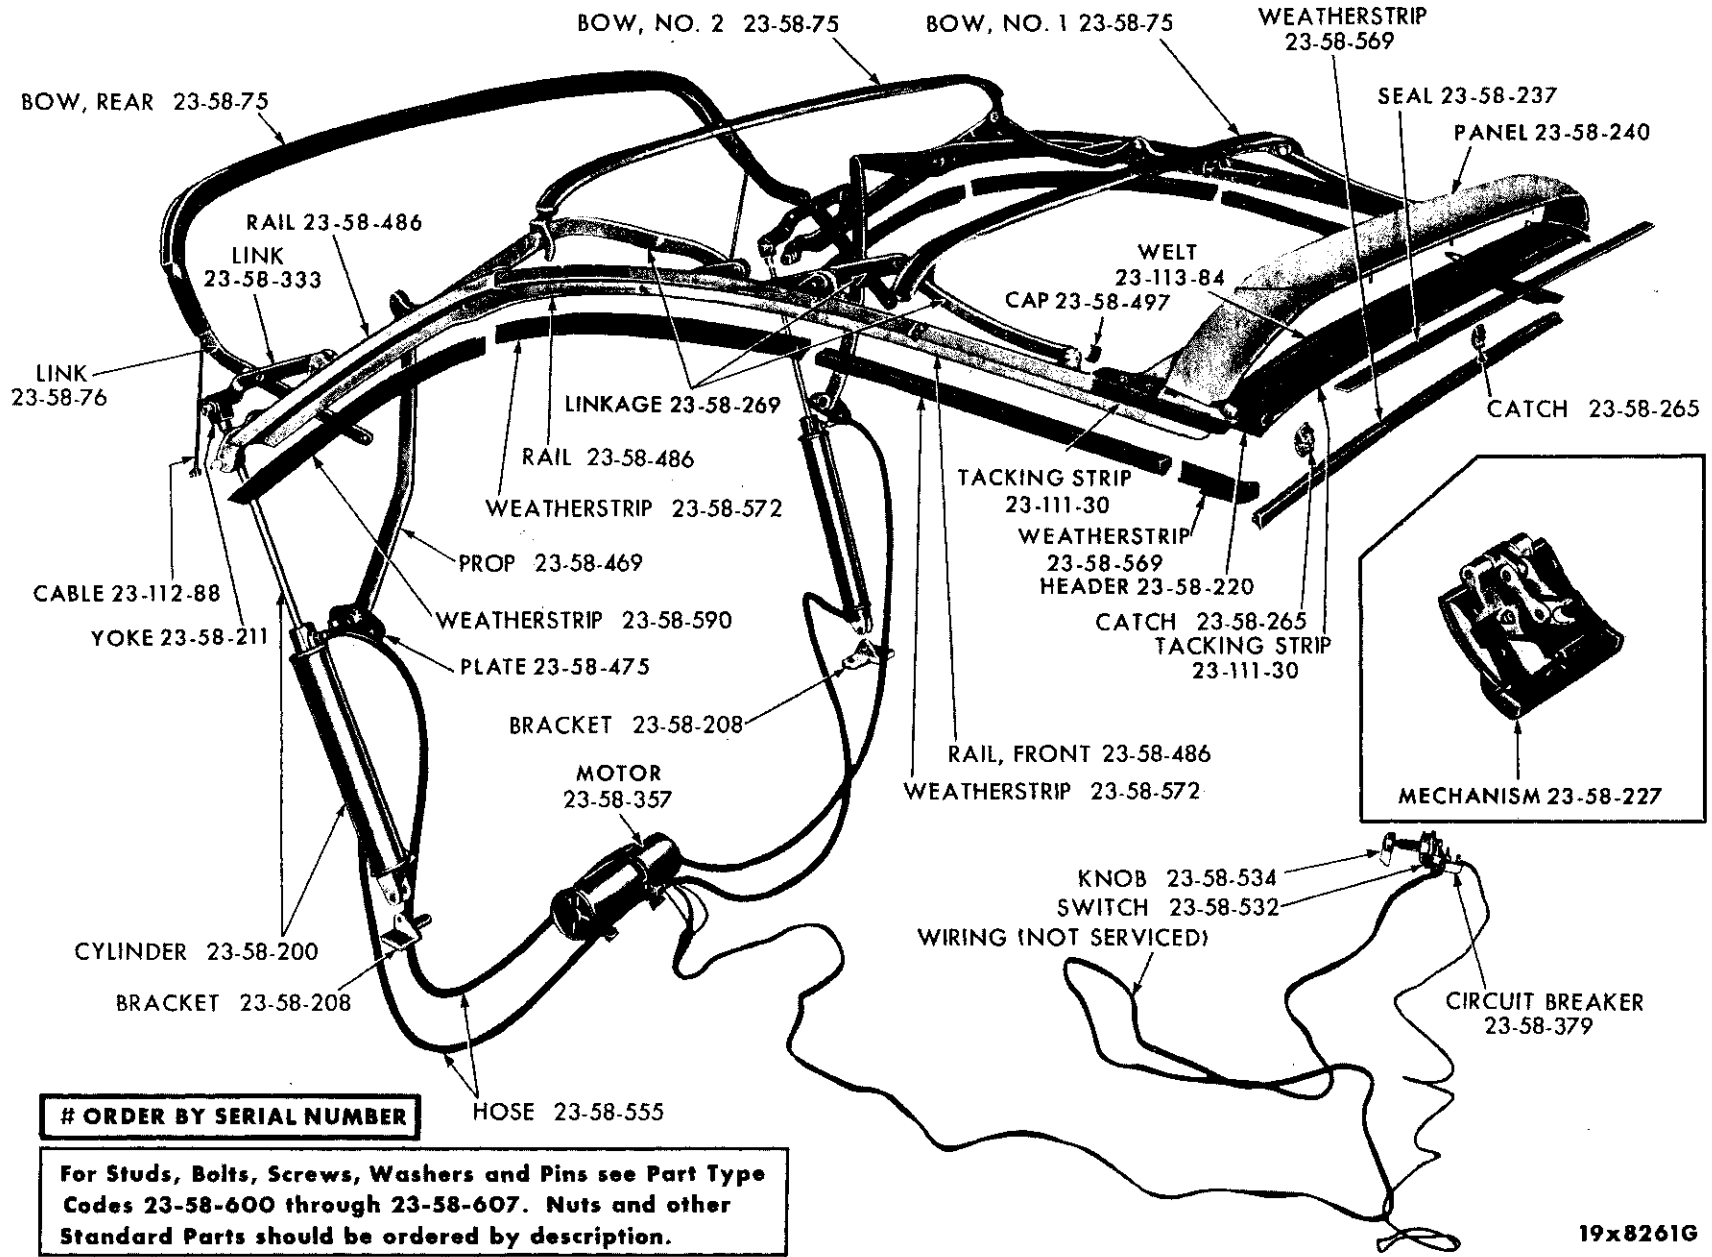 BOW, NO. 2 23-58-75
BOW, NO. 1 23-58-75
WEATHERSTRIP
23-58-569
BOW, REAR 23-58-75
SEAL 23-58-237
PANEL 23-58-240
RAIL 23-58-486
LINK
23-58-333
WELT
23-113-84
CAP 23-58-497
LINK
23-58-76
LINKAGE 23-58-269
CATCH 23-58-265
RAIL 23-58-486
TACKING STRIP
23-111-30
WEATHERSTRIP 23-58-572
WEATHERSTRIP
23-58-569
PROP 23-58-469
HEADER 23-58-220
CABLE 23-112-88
WEATHERSTRIP 23-58-590
CATCH 23-58-265
YOKE 23-58-211
TACKING STRIP
23-111-30
PLATE 23-58-475
BRACKET 23-58-208
RAIL, FRONT 23-58-486
MOTOR
23-58-357
WEATHERSTRIP 23-58-572
MECHANISM 23-58-227
KNOB 23-58-534
SWITCH 23-58-532
WIRING (NOT SERVICED)
CYLINDER 23-58-200
BRACKET 23-58-208
CIRCUIT BREAKER
23-58-379
HOSE 23-58-555
# ORDER BY SERIAL NUMBER
For Studs, Bolts, Screws, Washers and Pins see Part Type
Codes 23-58-600 through 23-58-607. Nuts and other
Standard Parts should be ordered by description.
19x8261G